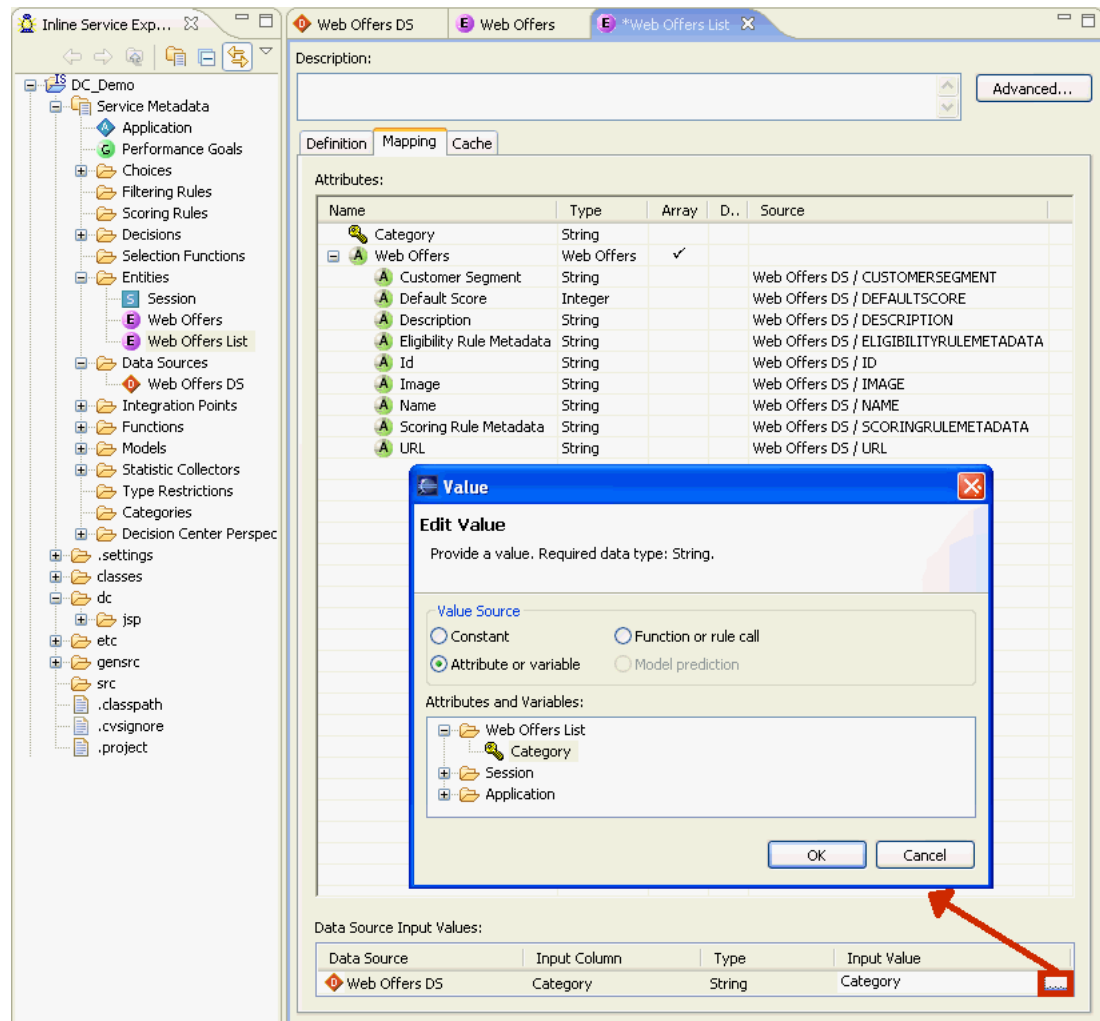 Inline Service Exp...
DC_Demo
Service Metadata
Application
Performance Goals
Choices
Filtering Rules
Scoring Rules
Decisions
Selection Functions
Entities
Session
Web Offers
Web Offers List
Data Sources
Web Offers DS
Integration Points
Functions
Models
Statistic Collectors
Type Restrictions
Categories
Decision Center Perspec
.settings
classes
dc
jsp
etc
gensrc
src
.classpath
.cvsignore
.project
Web Offers DS Web Offers *Web Offers List
Description:
Advanced...
Definition Mapping Cache
Attributes:
Name Type Array D.. Source
Category String
Web Offers Web Offers ✓
Customer Segment String Web Offers DS / CUSTOMERSEGMENT
Default Score Integer Web Offers DS / DEFAULTSCORE
Description String Web Offers DS / DESCRIPTION
Eligibility Rule Metadata String Web Offers DS / ELIGIBILITYRULEMETADATA
Id String Web Offers DS / ID
Image String Web Offers DS / IMAGE
Name String Web Offers DS / NAME
Scoring Rule Metadata String Web Offers DS / SCORINGRULEMETADATA
URL String Web Offers DS / URL
Value
Edit Value
Provide a value. Required data type: String.
Value Source
Constant Function or rule call
Attribute or variable Model prediction
Attributes and Variables:
Web Offers List
Category
Session
Application
OK Cancel
Data Source Input Values:
Data Source Input Column Type Input Value
Web Offers DS Category String Category ...